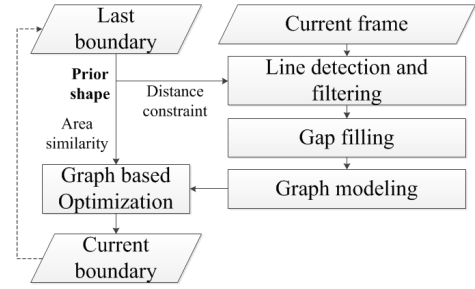 Last
boundary
Current frame
Prior
shape
Distance
constraint
Line detection and
filtering
Area
similarity
Gap filling
Graph based
Optimization
Graph modeling
Current
boundary